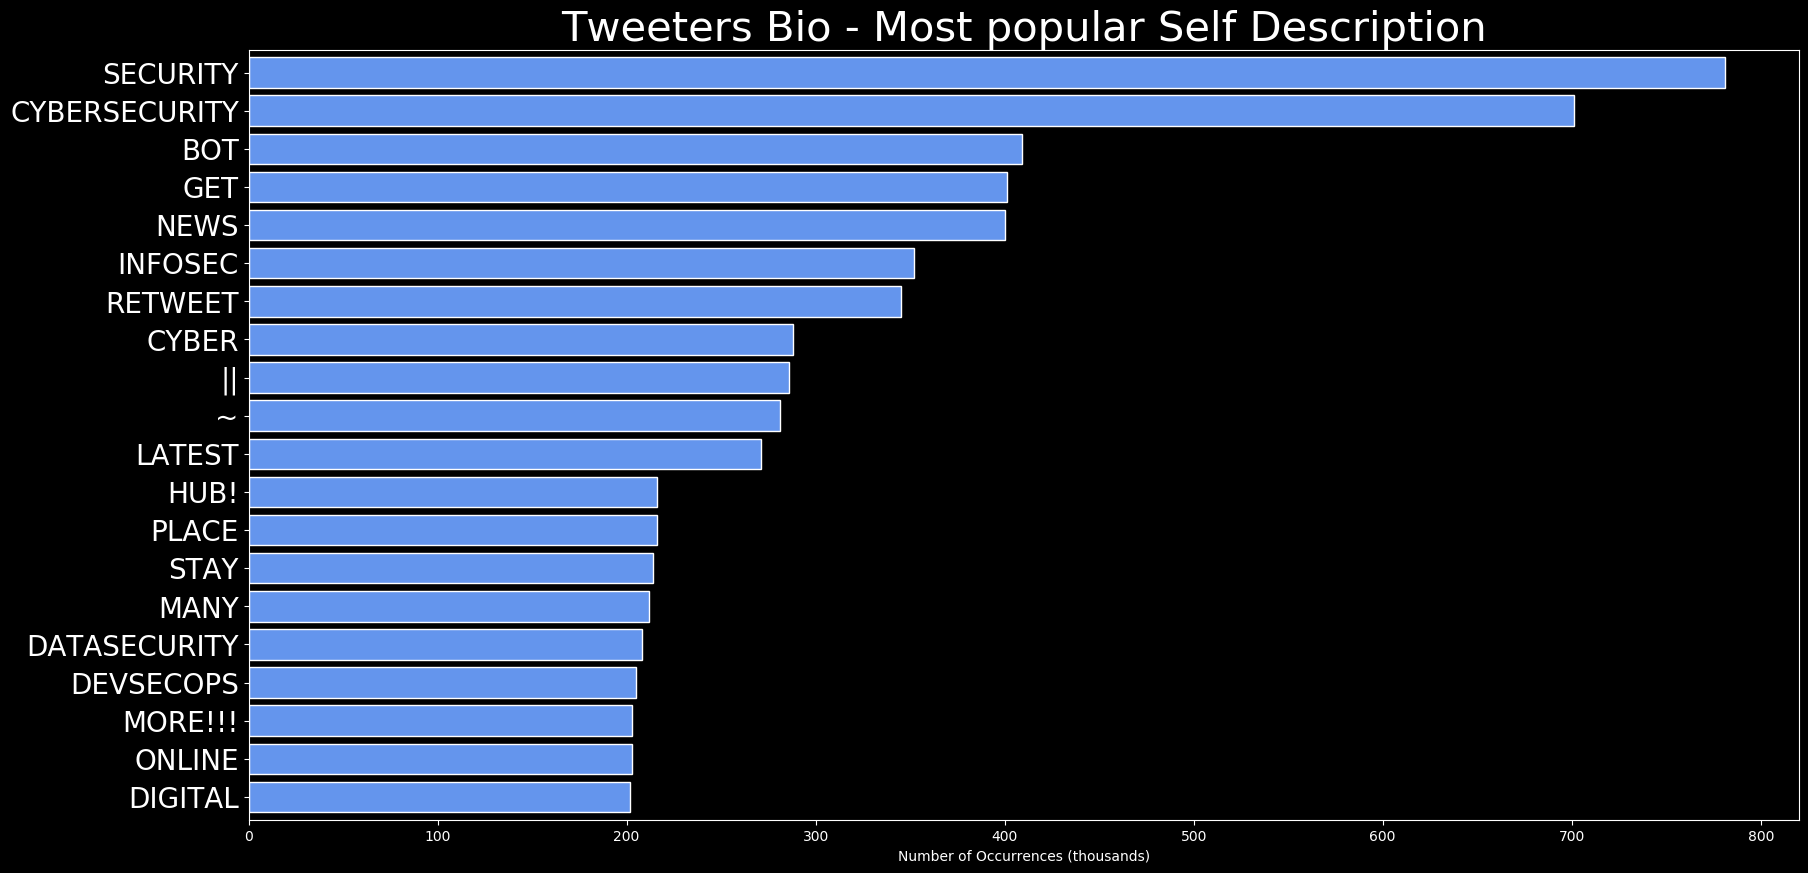 Tweeters Bio - Most popular Self Description
SECURITY
CYBERSECURITY
BOT
GET
NEWS
INFOSEC
RETWEET
CYBER
||
~
LATEST
HUB!
PLACE
STAY
MANY
DATASECURITY
DEVSECOPS
MORE!!!
ONLINE
DIGITAL
0 100 200 300 400 500 600 700 800
Number of Occurrences (thousands)